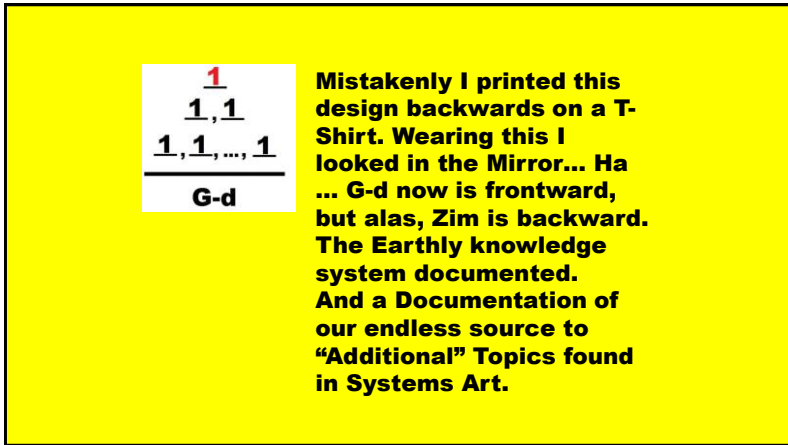 1
1,1
1,1,...,1
G-d
Mistakenly I printed this
design backwards on a T-
Shirt. Wearing this I
looked in the Mirror... Ha
... G-d now is frontward,
but alas, Zim is backward.
The Earthly knowledge
system documented.
And a Documentation of
our endless source to
“Additional” Topics found
in Systems Art.